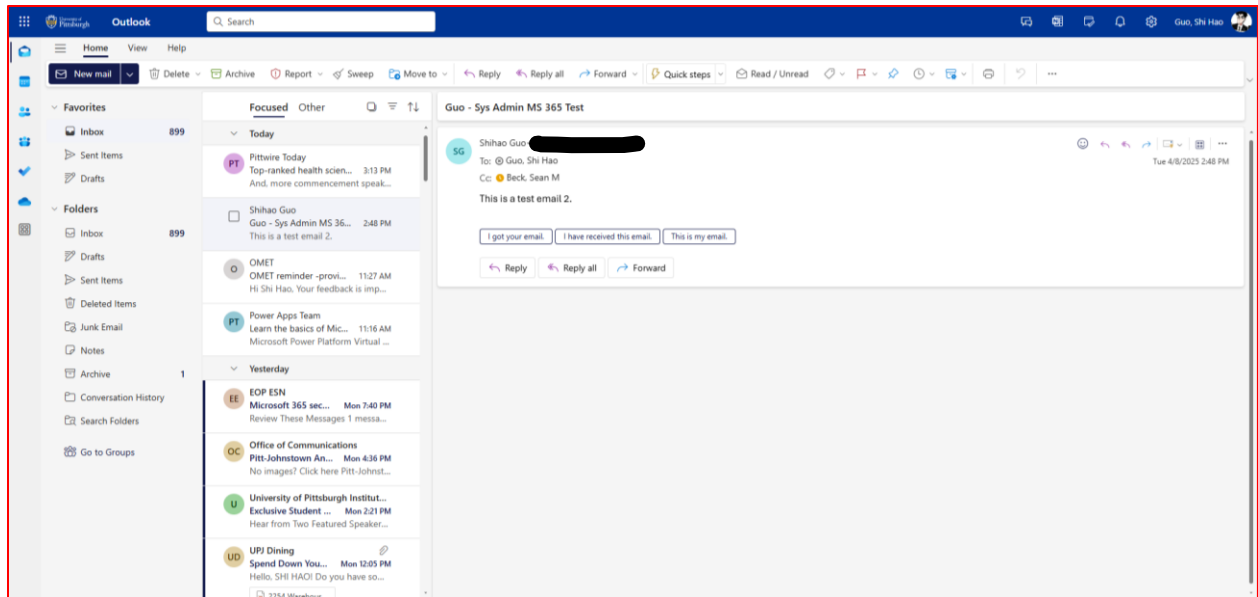 University of
Pittsburgh
Outlook
Search
Guo, Shi Hao
Home View Help
New mail
Delete
Archive
Report
Sweep
Move to
Reply
Reply all
Forward
Quick steps
Read / Unread
Favorites
Inbox 899
Sent Items
Drafts
Folders
Inbox 899
Drafts
Sent Items
Deleted Items
Junk Email
Notes
Archive 1
Conversation History
Search Folders
Go to Groups
Focused Other
Today
PT
Pittwire Today
Top-ranked health scien... 3:13 PM
And, more commencement speak...
Shihao Guo
Guo - Sys Admin MS 36... 2:48 PM
This is a test email 2.
O
OMET
OMET reminder -provi... 11:27 AM
Hi Shi Hao, Your feedback is imp...
PT
Power Apps Team
Learn the basics of Mic... 11:16 AM
Microsoft Power Platform Virtual ...
Yesterday
EE
EOP ESN
Microsoft 365 sec... Mon 7:40 PM
Review These Messages 1 messa...
OC
Office of Communications
Pitt-Johnstown An... Mon 4:36 PM
No images? Click here Pitt-Johnst...
U
University of Pittsburgh Institut...
Exclusive Student ... Mon 2:21 PM
Hear from Two Featured Speaker...
UD
UPJ Dining
Spend Down You... Mon 12:05 PM
Hello, SHI HAO! Do you have so...
Guo - Sys Admin MS 365 Test
SG
Shihao Guo
To: Guo, Shi Hao
Cc: Beck, Sean M
Tue 4/8/2025 2:48 PM
This is a test email 2.
I got your email.
I have received this email.
This is my email.
Reply
Reply all
Forward